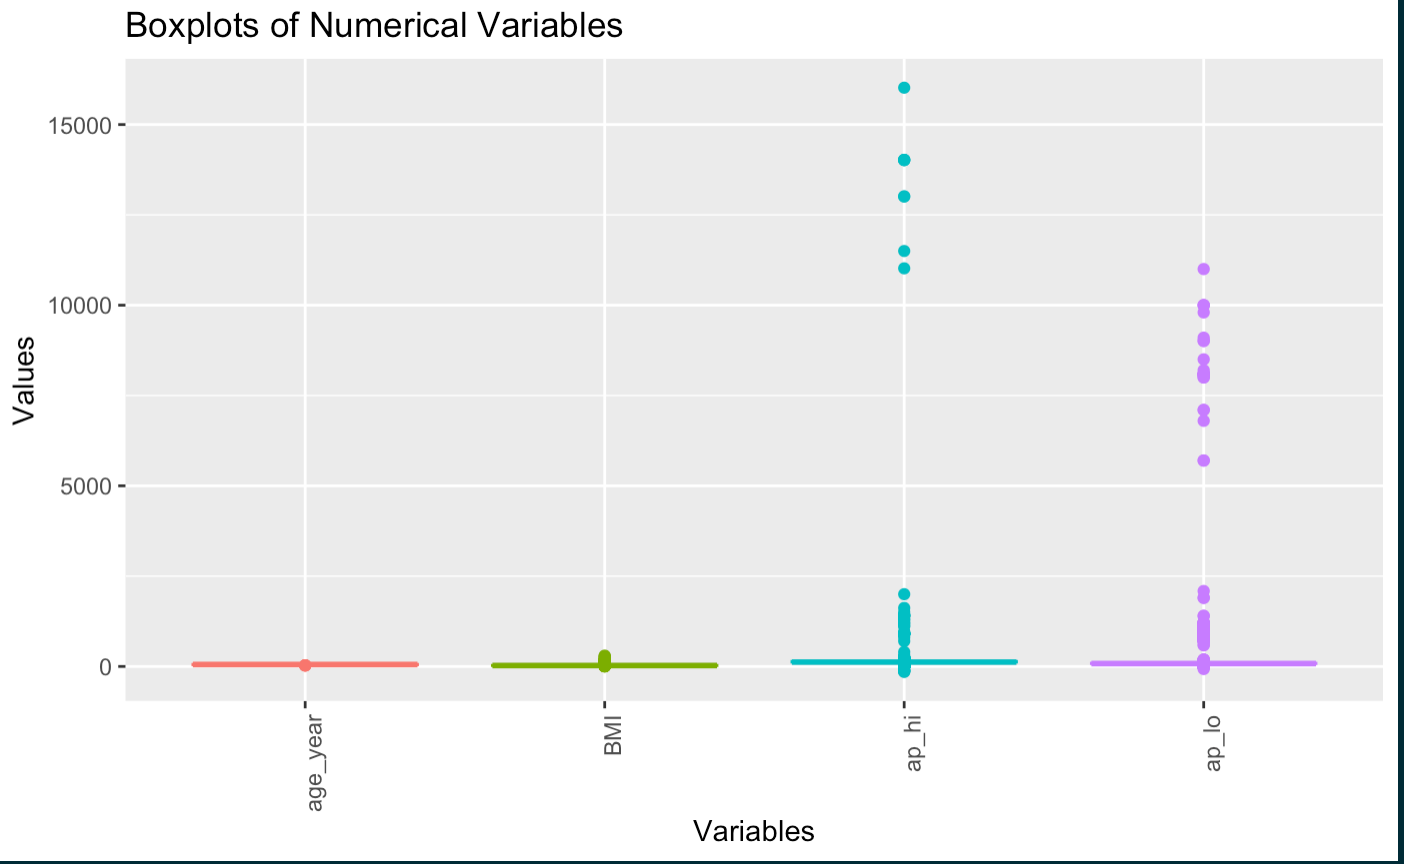 Boxplots of Numerical Variables
15000
10000
5000
0
Values
age_year
BMI
ap_hi
ap_lo
Variables